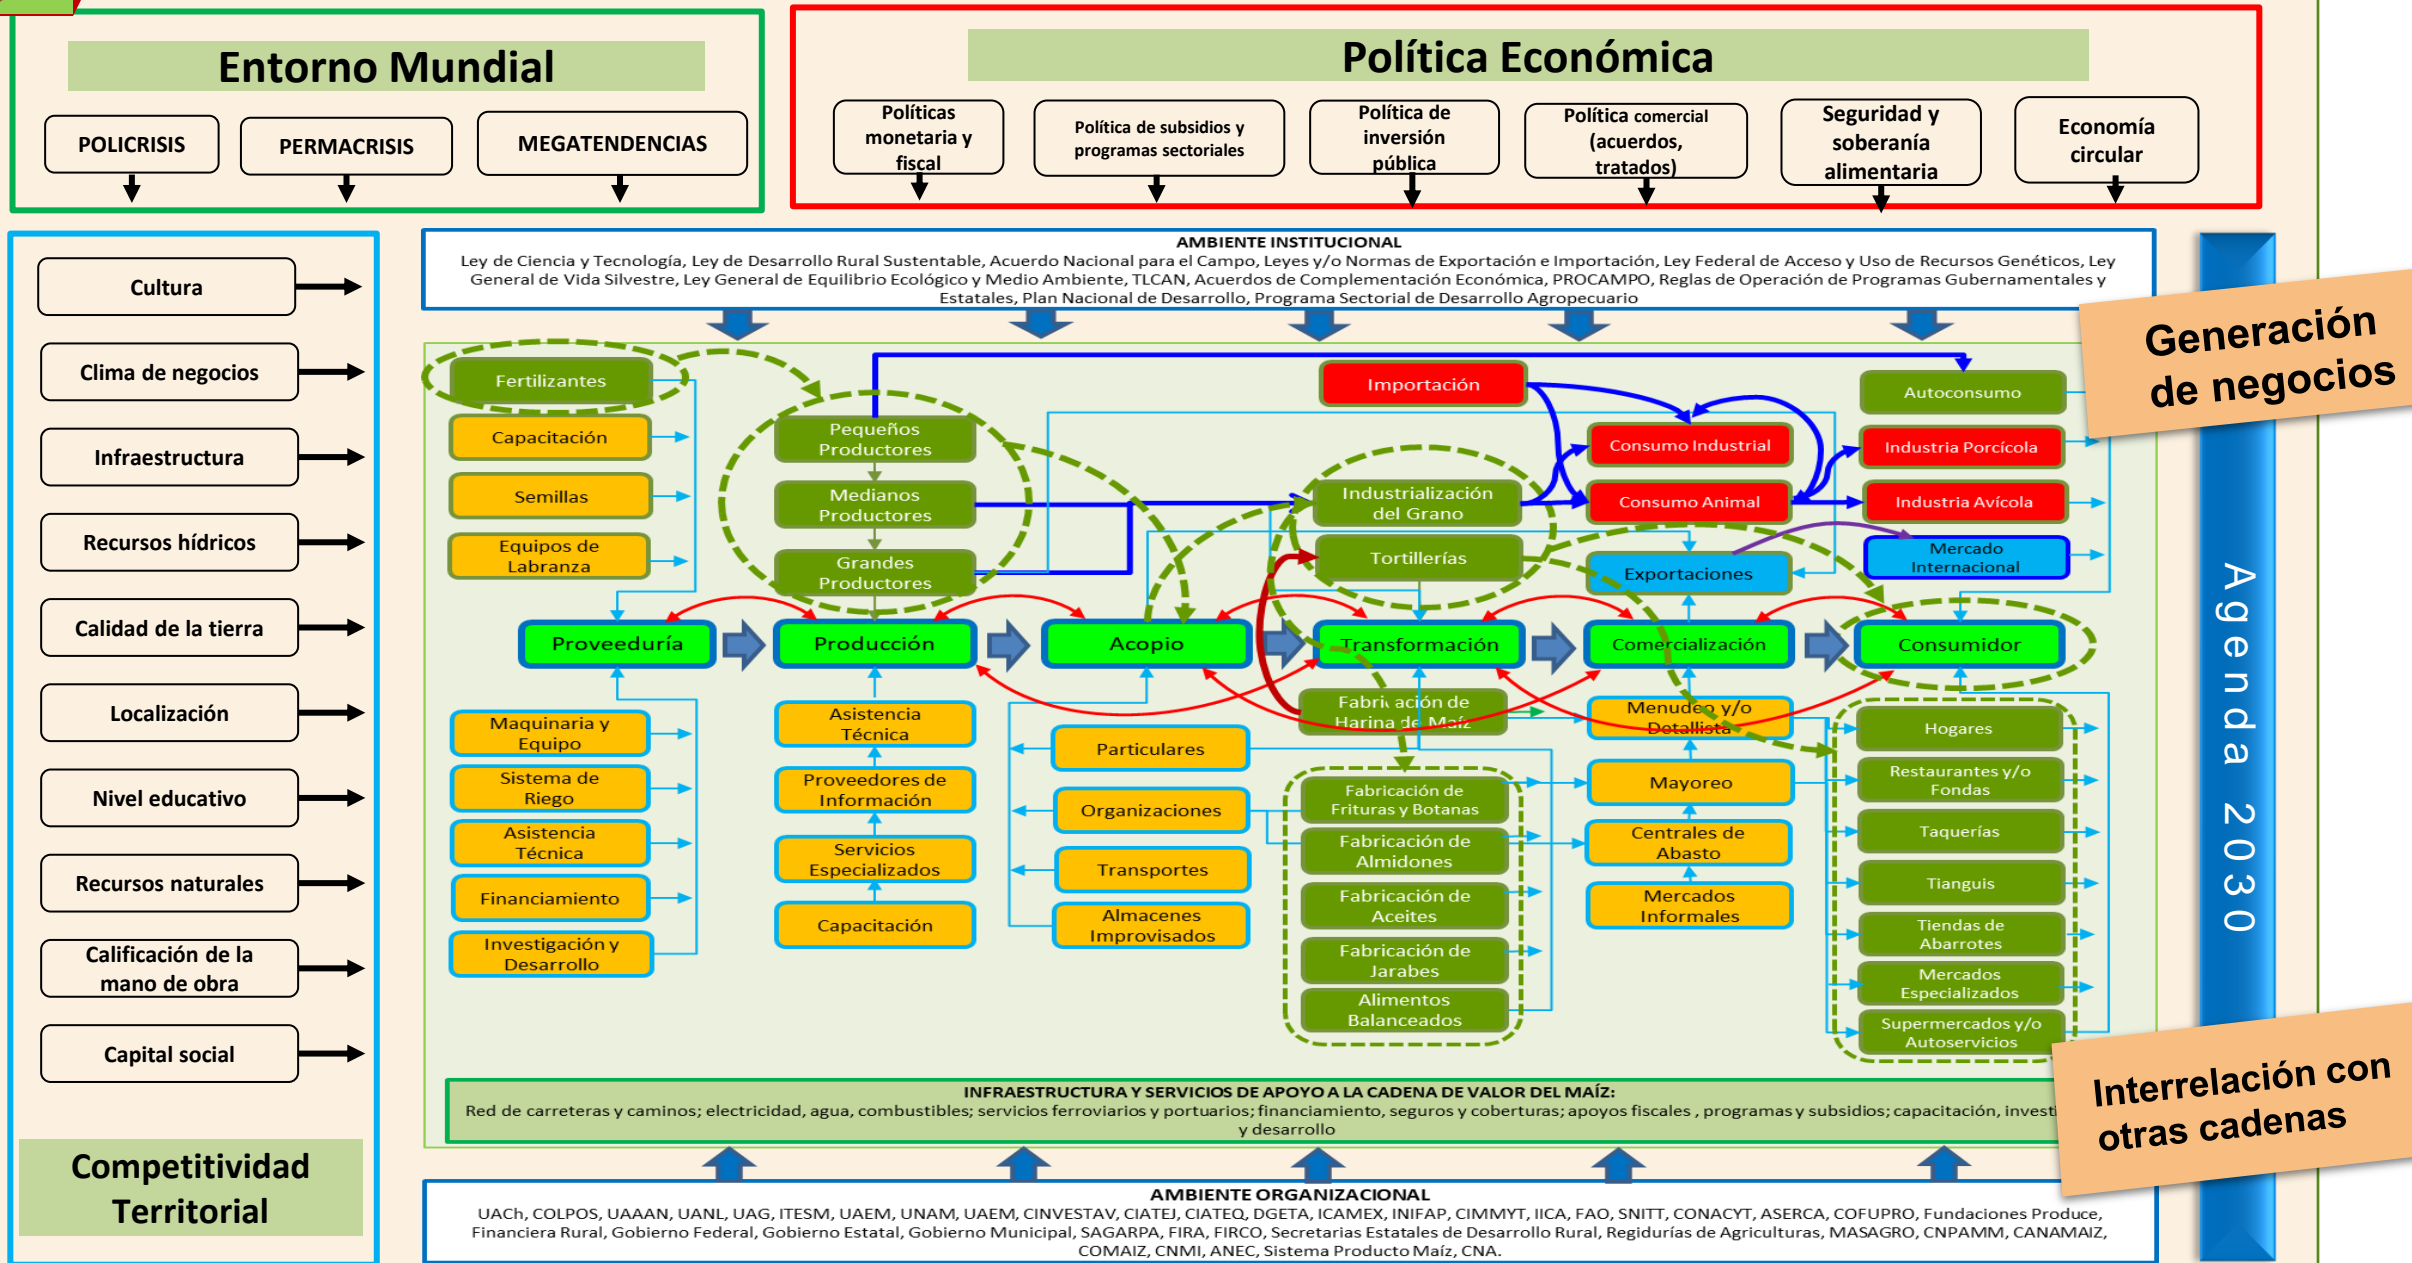 Entorno Mundial
POLICRISIS
PERMACRISIS
MEGATENDENCIAS
Política Económica
Políticas
monetaria y
fiscal
Política de subsidios y
programas sectoriales
Política de
inversión
pública
Política comercial
(acuerdos,
tratados)
Seguridad y
soberanía
alimentaria
Economía
circular
Cultura
Clima de negocios
Infraestructura
Recursos hídricos
Calidad de la tierra
Localización
Nivel educativo
Recursos naturales
Calificación de la
mano de obra
Capital social
Competitividad
Territorial
AMBIENTE INSTITUCIONAL
Ley de Ciencia y Tecnología, Ley de Desarrollo Rural Sustentable, Acuerdo Nacional para el Campo, Leyes y/o Normas de Exportación e Importación, Ley Federal de Acceso y Uso de Recursos Genéticos, Ley
General de Vida Silvestre, Ley General de Equilibrio Ecológico y Medio Ambiente, TLCAN, Acuerdos de Complementación Económica, PROCAMPO, Reglas de Operación de Programas Gubernamentales y
Estatales, Plan Nacional de Desarrollo, Programa Sectorial de Desarrollo Agropecuario
Fertilizantes
Capacitación
Semillas
Equipos de
Labranza
Proveeduría
Maquinaria y
Equipo
Sistema de
Riego
Asistencia
Técnica
Financiamiento
Investigación y
Desarrollo
Pequeños
Productores
Medianos
Productores
Grandes
Productores
Producción
Asistencia
Técnica
Proveedores de
Información
Servicios
Especializados
Capacitación
Acopio
Particulares
Organizaciones
Transportes
Almacenes
Improvisados
Importación
Industrialización
del Grano
Tortillerías
Transformación
Fabricación de
Harina de Maíz
Fabricación de
Frituras y Botanas
Fabricación de
Almidones
Fabricación de
Aceites
Fabricación de
Jarabes
Alimentos
Balanceados
Consumo Industrial
Consumo Animal
Exportaciones
Comercialización
Menudeo y/o
Detallista
Mayoreo
Centrales de
Abasto
Mercados
Informales
Autoconsumo
Industria Porcícola
Industria Avícola
Mercado
Internacional
Consumidor
Hogares
Restaurantes y/o
Fondas
Taquerías
Tianguis
Tiendas de
Abarrotes
Mercados
Especializados
Supermercados y/o
Autoservicios
INFRAESTRUCTURA Y SERVICIOS DE APOYO A LA CADENA DE VALOR DEL MAÍZ:
Red de carreteras y caminos; electricidad, agua, combustibles; servicios ferroviarios y portuarios; financiamiento, seguros y coberturas; apoyos fiscales , programas y subsidios; capacitación,
y desarrollo
AMBIENTE ORGANIZACIONAL
UACh, COLPOS, UAAAN, UANL, UAG, ITESM, UAEM, UNAM, UAEM, CINVESTAV, CIATEJ, CIATEQ, DGETA, ICAMEX, INIFAP, CIMMYT, IICA, FAO, SNITT, CONACYT, ASERCA, COFUPRO, Fundaciones Produce,
Financiera Rural, Gobierno Federal, Gobierno Estatal, Gobierno Municipal, SAGARPA, FIRA, FIRCO, Secretarias Estatales de Desarrollo Rural, Regidurías de Agriculturas, MASAGRO, CNPAMM, CANAMAIZ,
COMAIZ, CNMI, ANEC, Sistema Producto Maíz, CNA.
Generación
de negocios
Agenda 2030
Interrelación con
otras cadenas